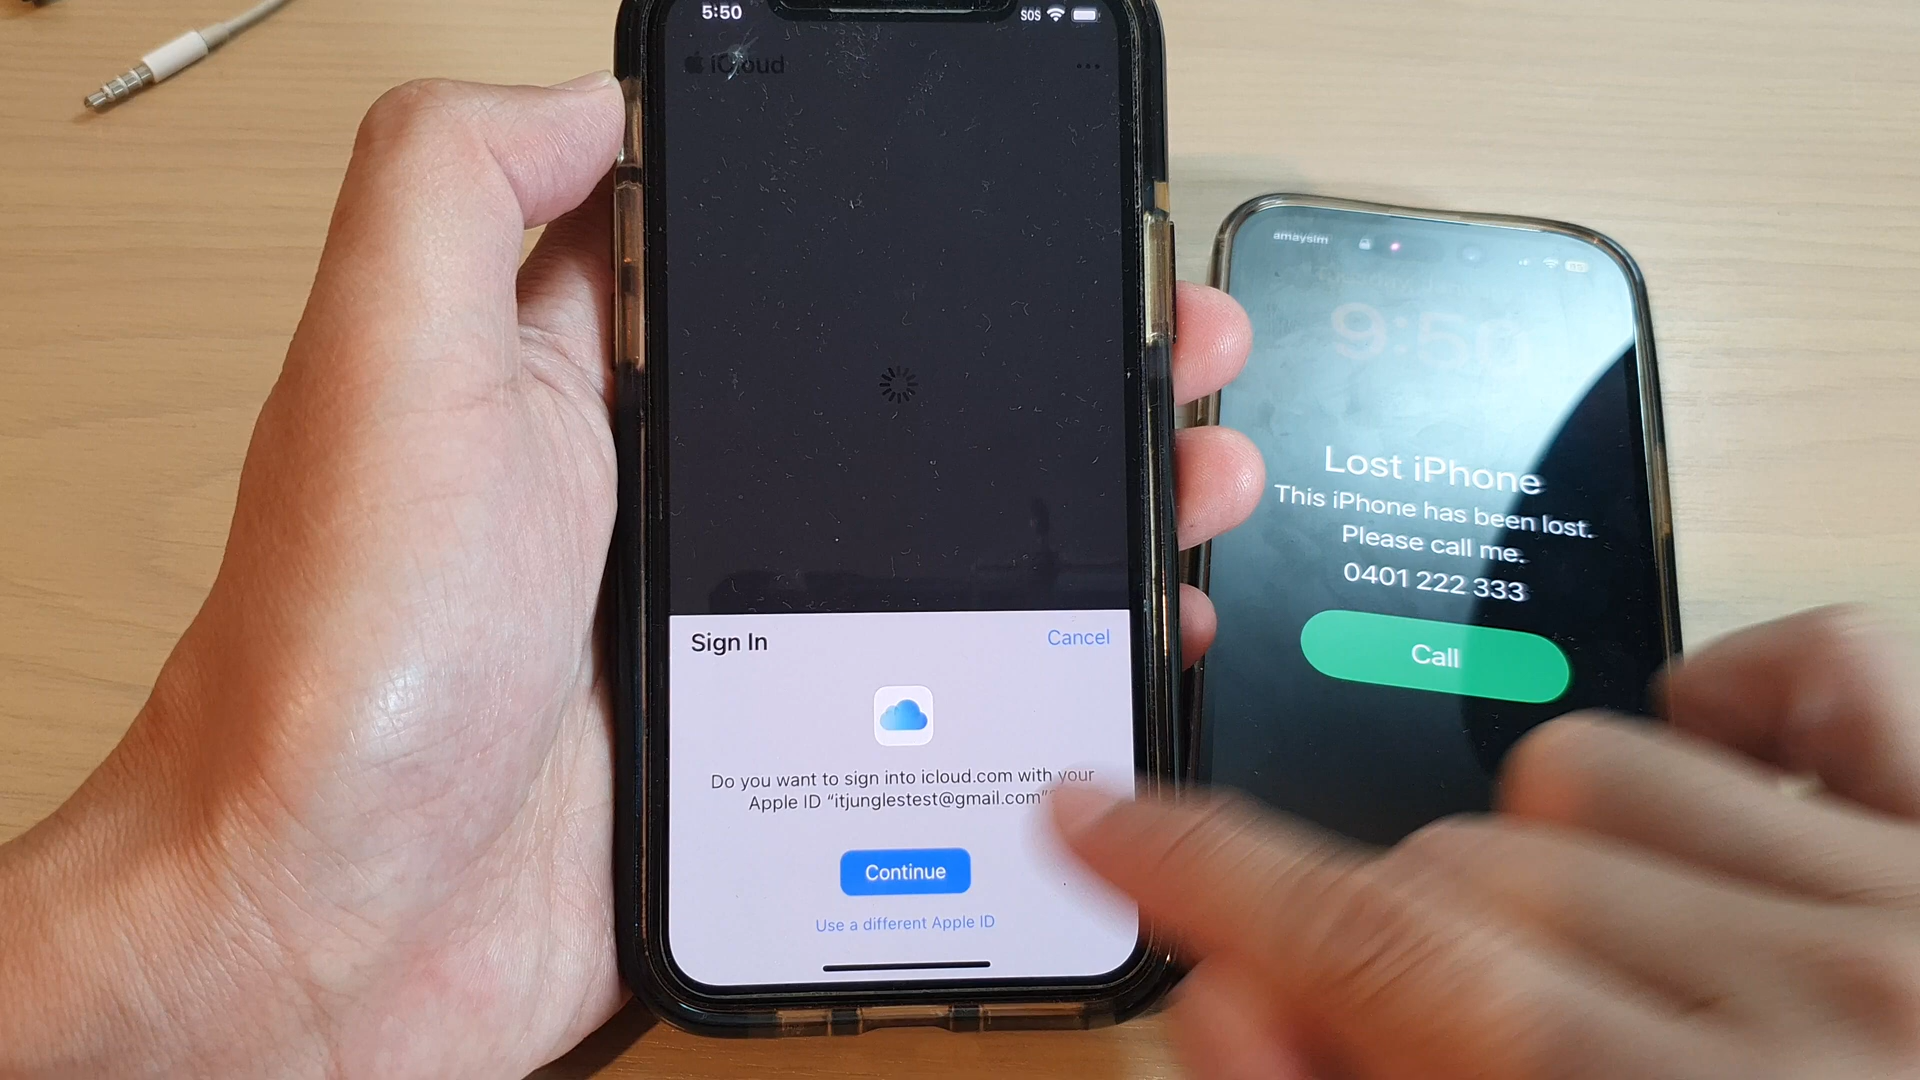 5:50
SOS
iCloud
Sign In
Cancel
Do you want to sign into icloud.com with your
Apple ID “itjunglestest@gmail.com”
Continue
Use a different Apple ID
amaysim
9:50
Lost iPhone
This iPhone has been lost.
Please call me.
0401 222 333
Call